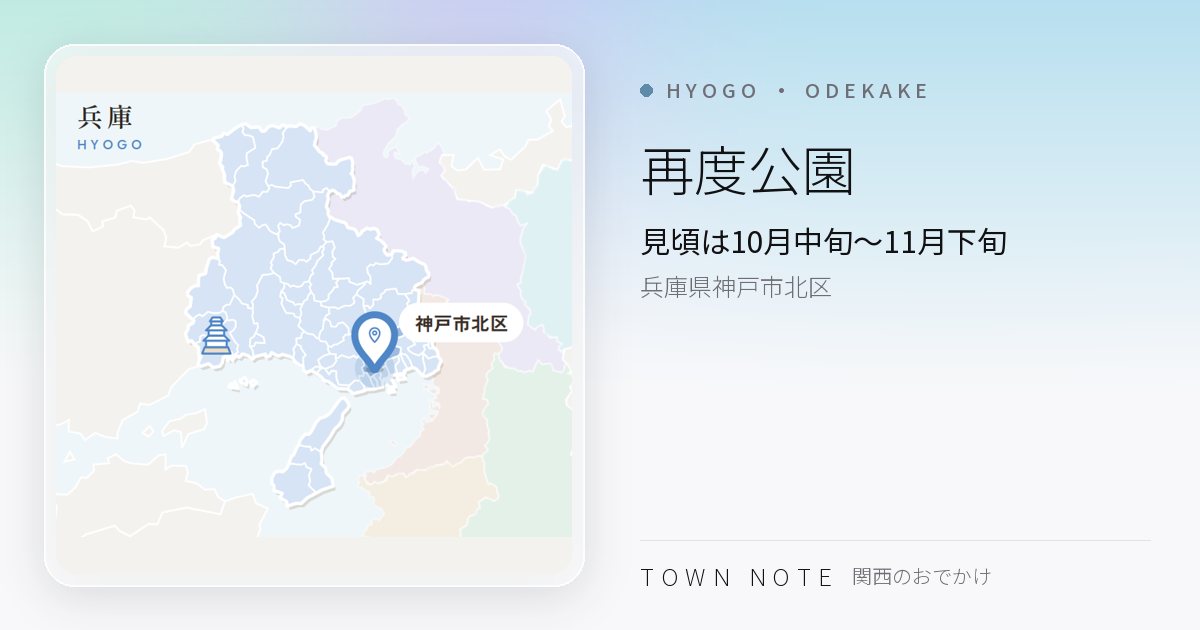 兵庫
HYOGO
神戸市北区
HYOGO • ODEKAKE
再度公園
見頃は10月中旬〜11月下旬
兵庫県神戸市北区
TOWN NOTE 関西のおでかけ